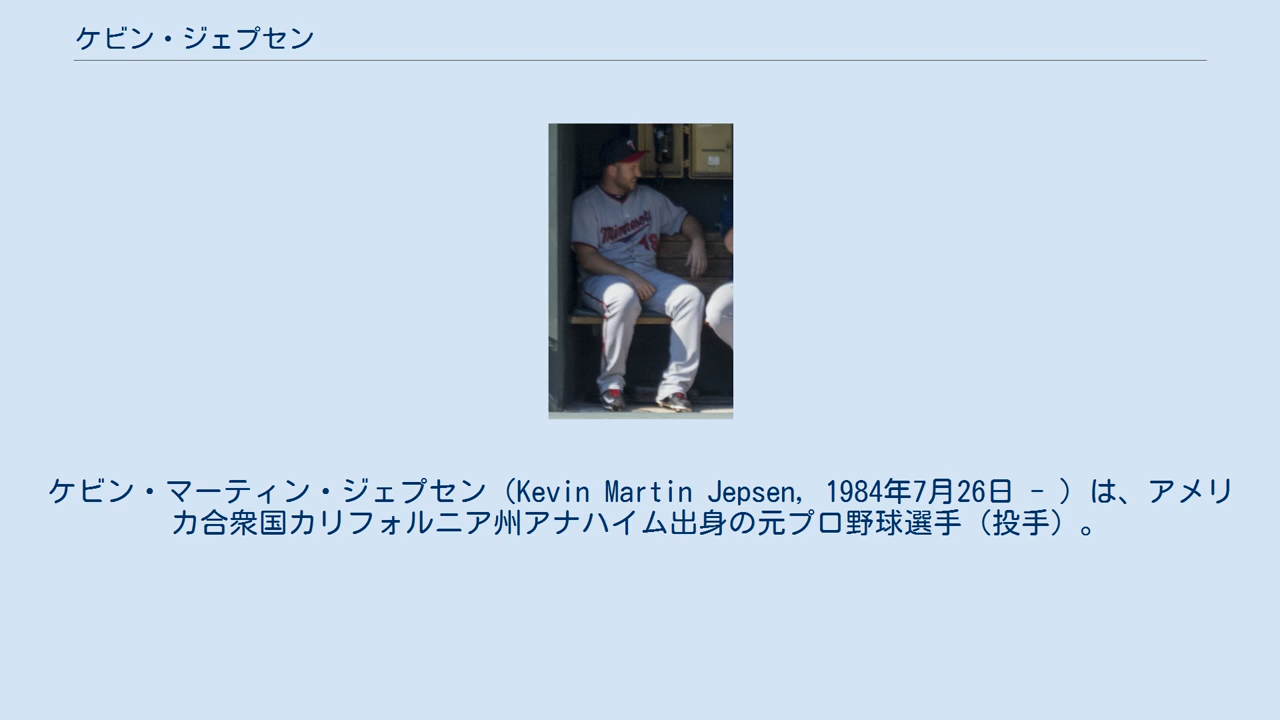 ケビン・ジェプセン
Minnesota
49
ケビン・マーティン・ジェプセン（Kevin Martin Jepsen, 1984年7月26日 - ）は、アメリ
カ合衆国カリフォルニア州アナハイム出身の元プロ野球選手（投手）。